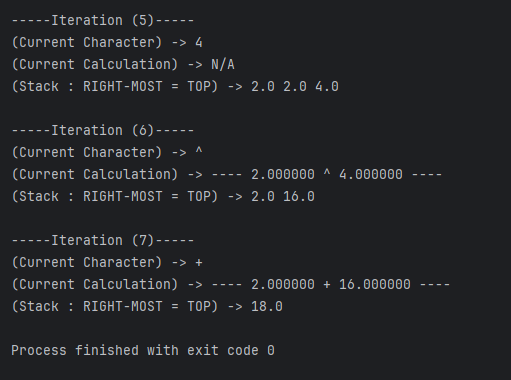 -----Iteration (5)-----
(Current Character) -> 4
(Current Calculation) -> N/A
(Stack : RIGHT-MOST = TOP) -> 2.0 2.0 4.0
-----Iteration (6)-----
(Current Character) -> ^
(Current Calculation) -> ---- 2.000000 ^ 4.000000 ----
(Stack : RIGHT-MOST = TOP) -> 2.0 16.0
-----Iteration (7)-----
(Current Character) -> +
(Current Calculation) -> ---- 2.000000 + 16.000000 ----
(Stack : RIGHT-MOST = TOP) -> 18.0
Process finished with exit code 0